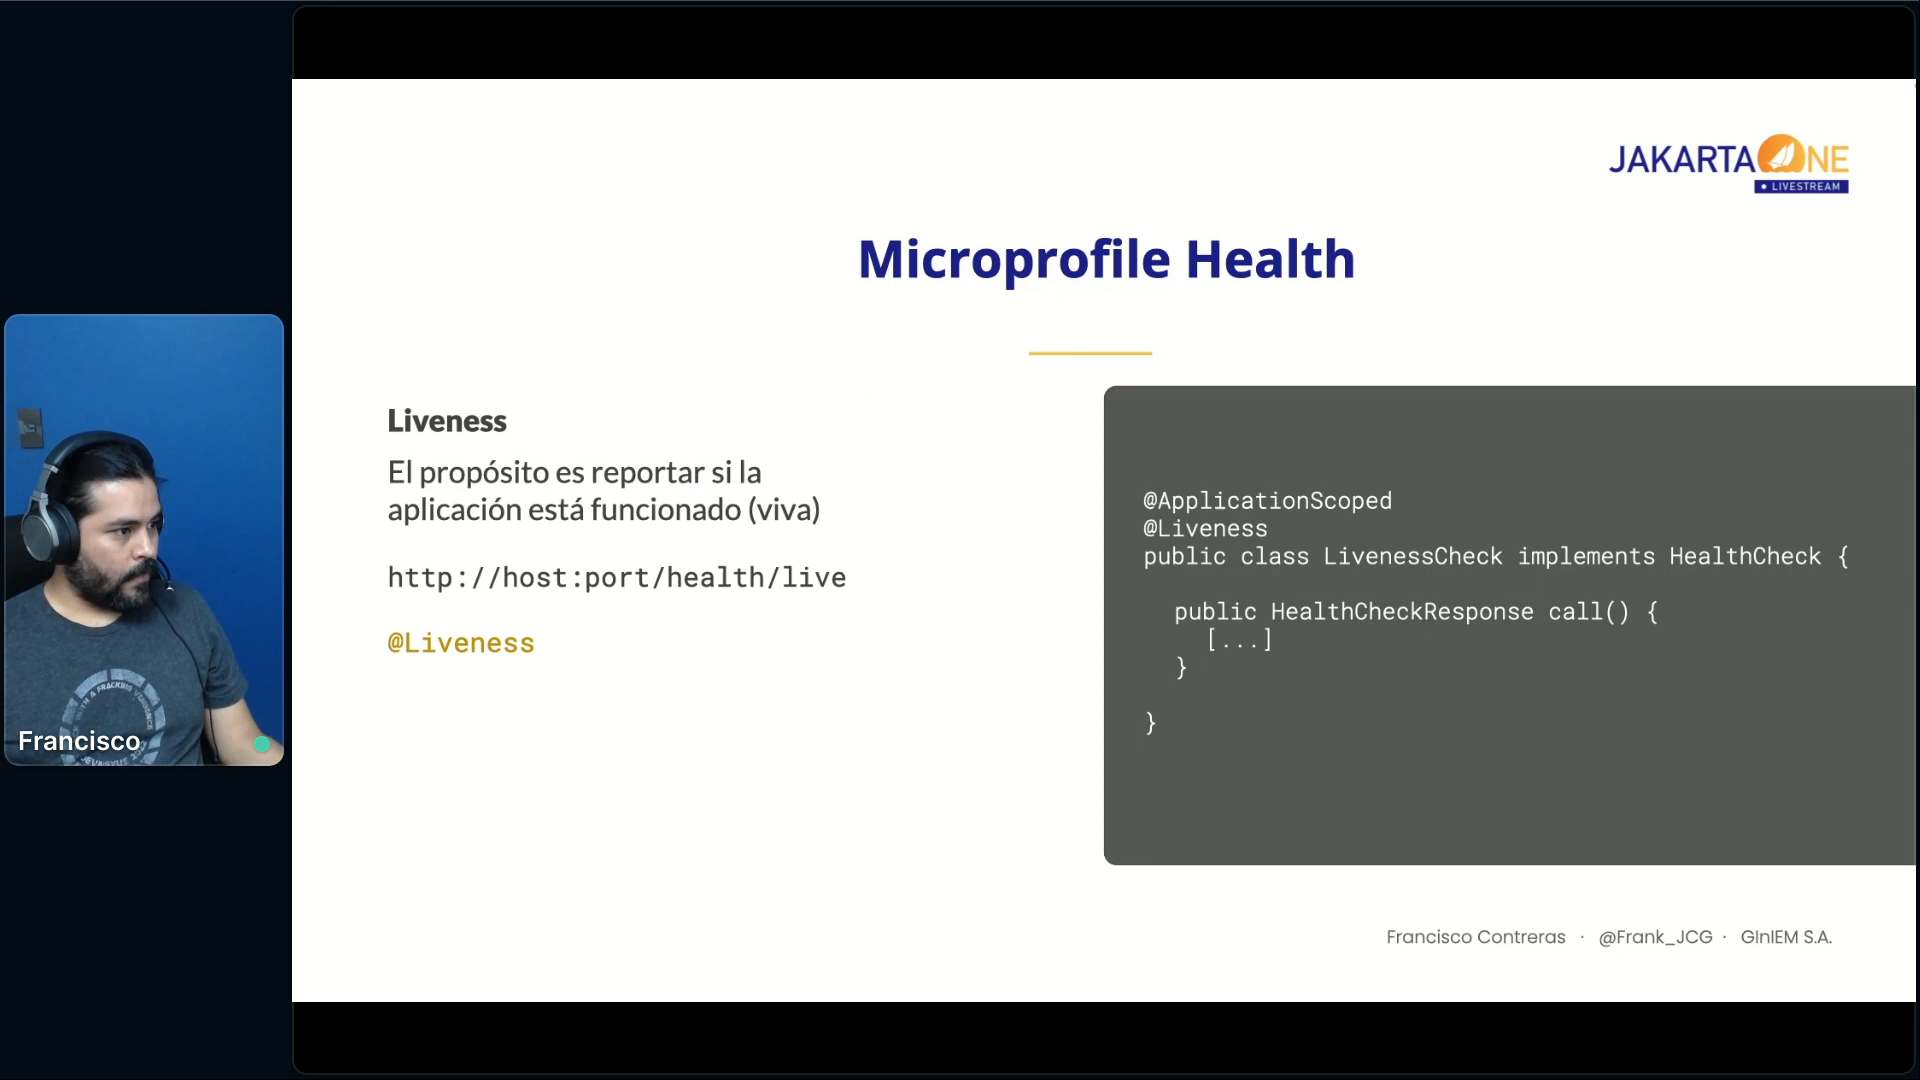 JAKARTA ONE
LIVESTREAM
Microprofile Health
Liveness
El propósito es reportar si la
aplicación está funcionado (viva)
http://host:port/health/live
@Liveness
@ApplicationScoped
@Liveness
public class LivenessCheck implements HealthCheck {
public HealthCheckResponse call() {
[...]
}
}
Francisco
Francisco Contreras · @Frank_JCG · GInIEM S.A.